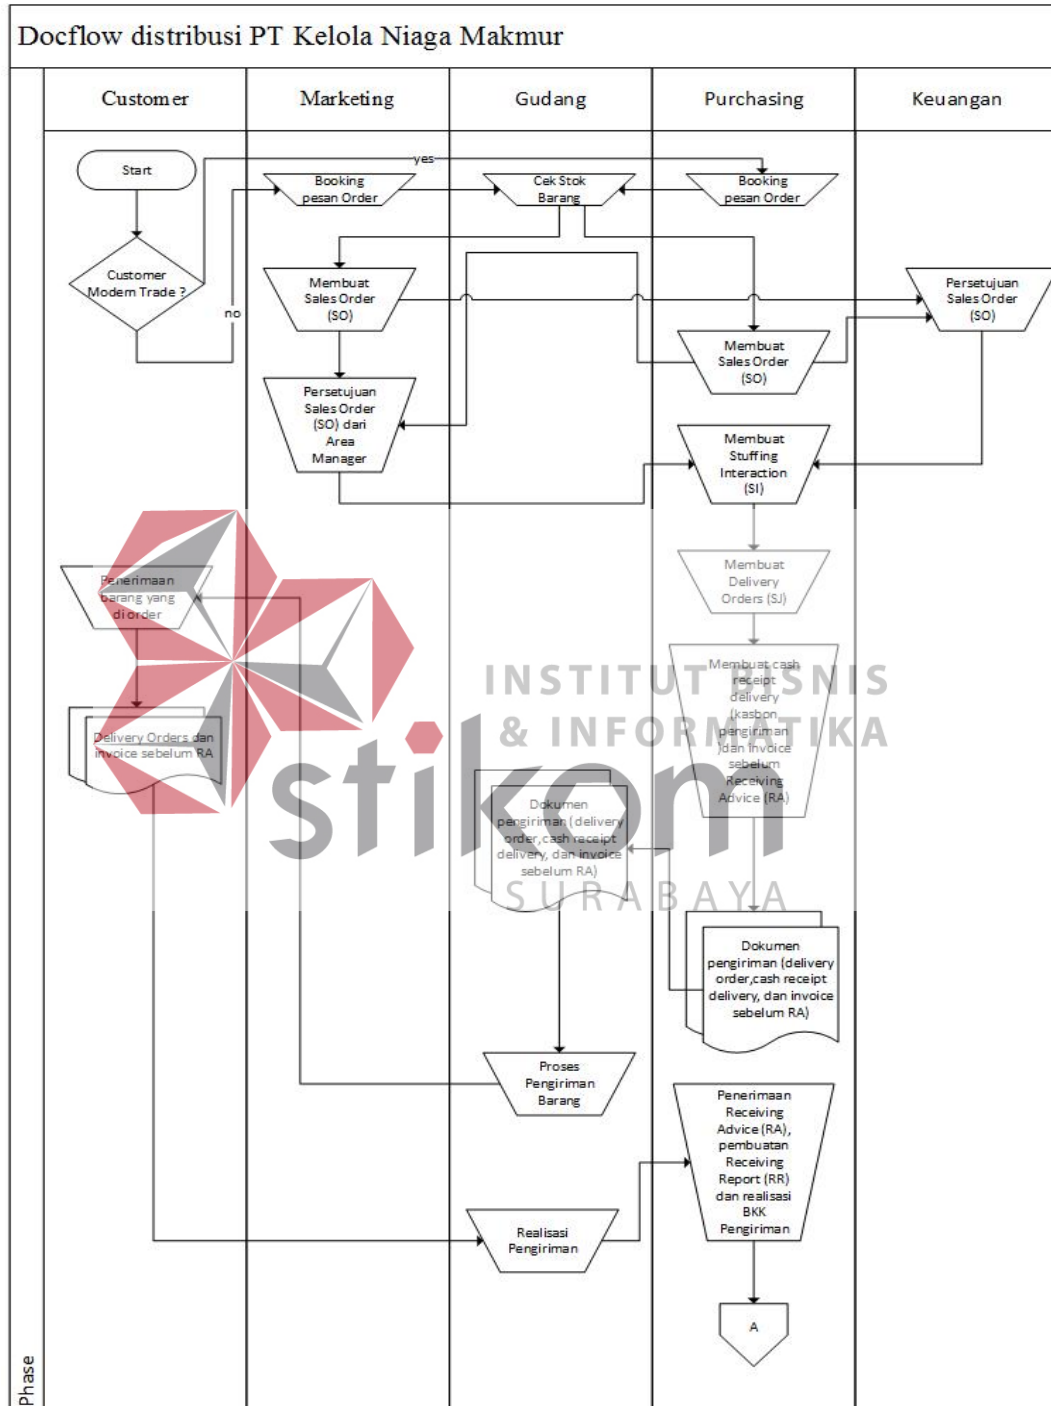 Docflow distribusi PT Kelola Niaga Makmur
Customer
Marketing
Gudang
Purchasing
Keuangan
Start
yes
Booking
pesan Order
Cek Stok
Barang
Booking
pesan Order
Customer
Modern Trade ?
no
Membuat
Sales Order
(SO)
Persetujuan
Sales Order
(SO)
Membuat
Sales Order
(SO)
Persetujuan
Sales Order
(SO) dari
Area
Manager
Membuat
Stuffing
Interaction
(SI)
Membuat
Delivery
Orders (SJ)
Penerimaan
barang yang
di order
Membuat cash
receipt
delivery
(kasbon
pengiriman
)dan invoice
sebelum
Receiving
Advice (RA)
Delivery Orders dan
invoice sebelum RA
INSTITUT BISNIS
& INFORMATIKA
stikom
SURABAYA
Dokumen
pengiriman (delivery
order,cash receipt
delivery, dan invoice
sebelum RA)
Dokumen
pengiriman (delivery
order,cash receipt
delivery, dan invoice
sebelum RA)
Proses
Pengiriman
Barang
Penerimaan
Receiving
Advice (RA),
pembuatan
Receiving
Report (RR)
dan realisasi
BKK
Pengiriman
Realisasi
Pengiriman
A
Phase